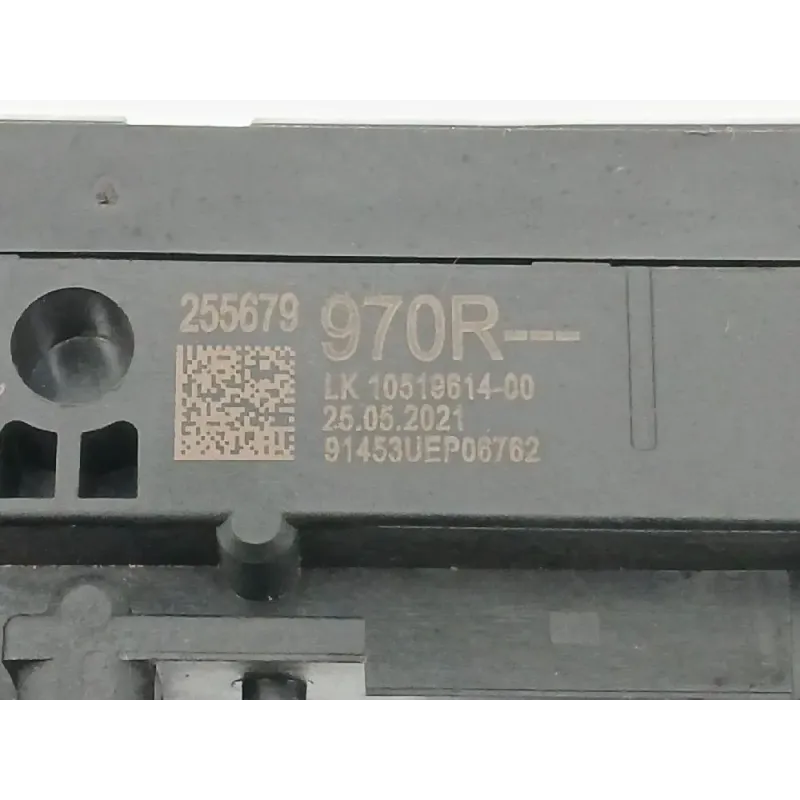 255679
970R---
LK 10519614-00
25.05.2021
91453UEP06762